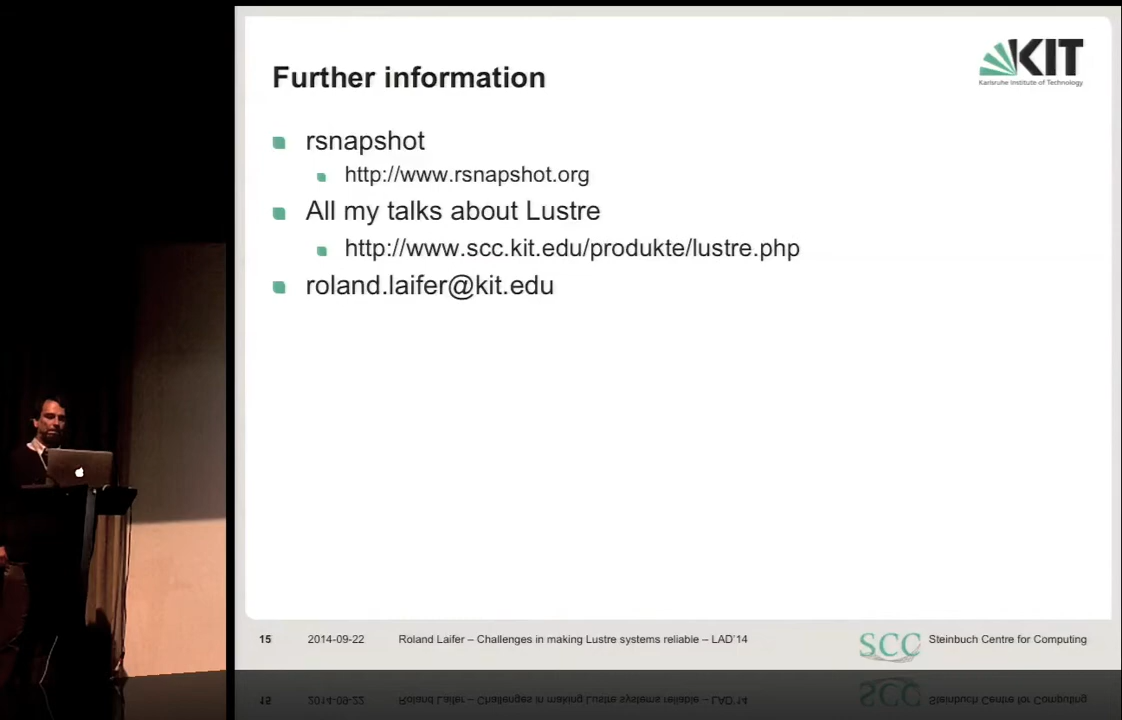 Further information
KIT
Karlsruhe Institute of Technology
rsnapshot
http://www.rsnapshot.org
All my talks about Lustre
http://www.scc.kit.edu/produkte/lustre.php
roland.laifer@kit.edu
15 2014-09-22 Roland Laifer – Challenges in making Lustre systems reliable – LAD'14 SCC Steinbuch Centre for Computing